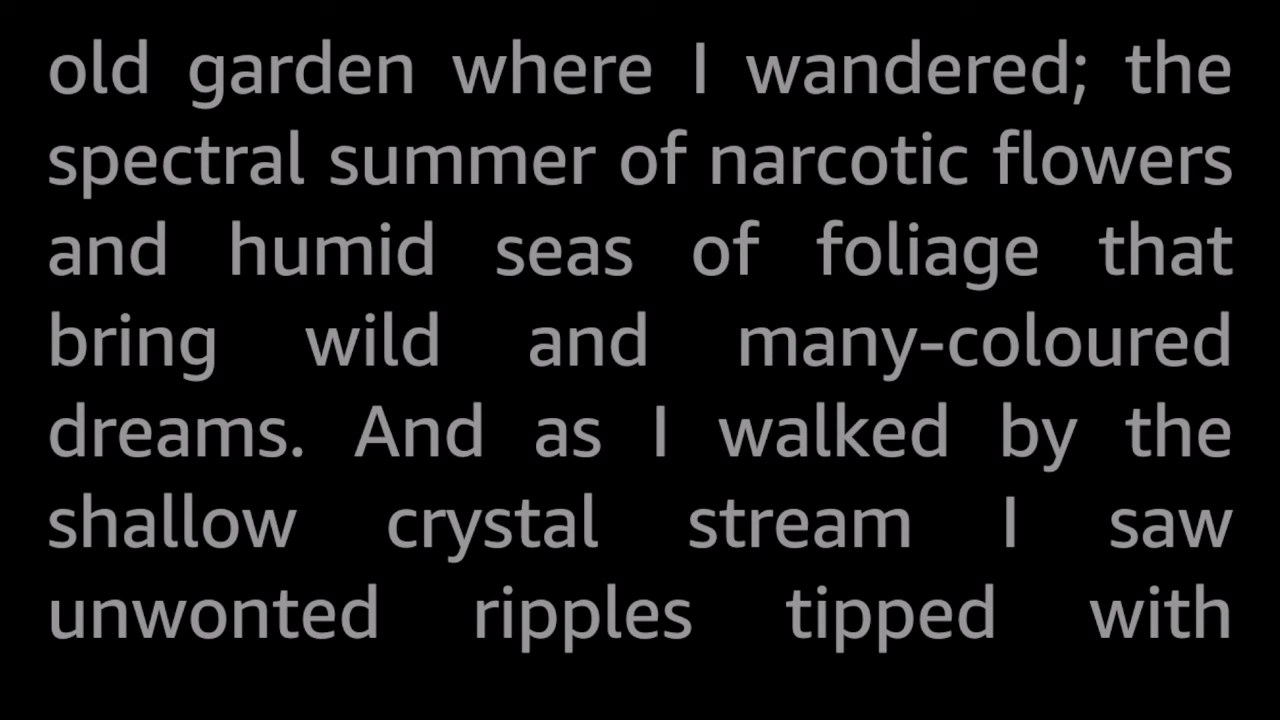 old garden where I wandered; the
spectral summer of narcotic flowers
and humid seas of foliage that
bring wild and many-coloured
dreams. And as I walked by the
shallow crystal stream I saw
unwonted ripples tipped with